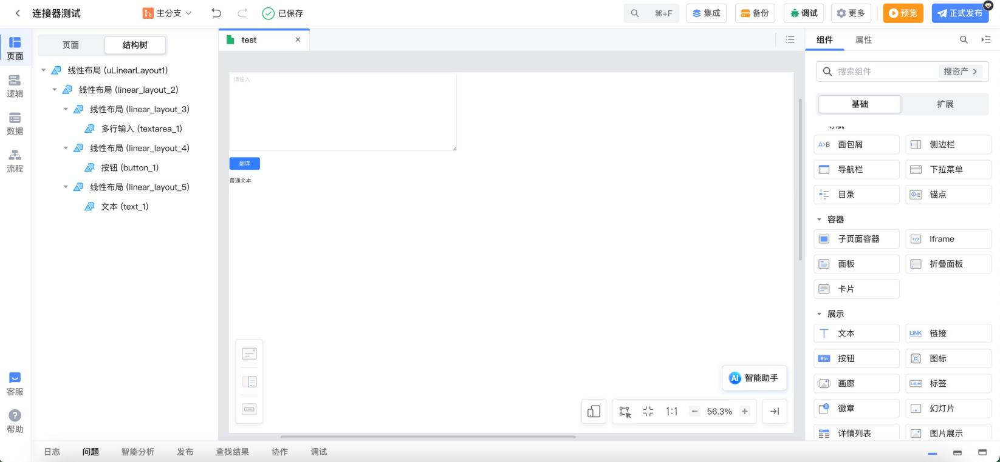 连接器测试
主分支
已保存
⌘+F
集成
备份
调试
更多
预览
正式发布
页面
逻辑
数据
流程
客服
帮助
页面
结构树
线性布局 (uLinearLayout1)
线性布局 (linear_layout_2)
线性布局 (linear_layout_3)
多行输入 (textarea_1)
线性布局 (linear_layout_4)
按钮 (button_1)
线性布局 (linear_layout_5)
文本 (text_1)
test
请输入
翻译
普通文本
AI 智能助手
1:1
56.3%
组件
属性
搜索组件
搜资产
基础
扩展
导航
A>B 面包屑
侧边栏
导航栏
下拉菜单
目录
锚点
容器
子页面容器
Iframe
面板
折叠面板
卡片
展示
文本
LINK 链接
Btn 按钮
图标
画廊
Label 标签
徽章
幻灯片
详情列表
图片展示
日志
问题
智能分析
发布
查找结果
协作
调试